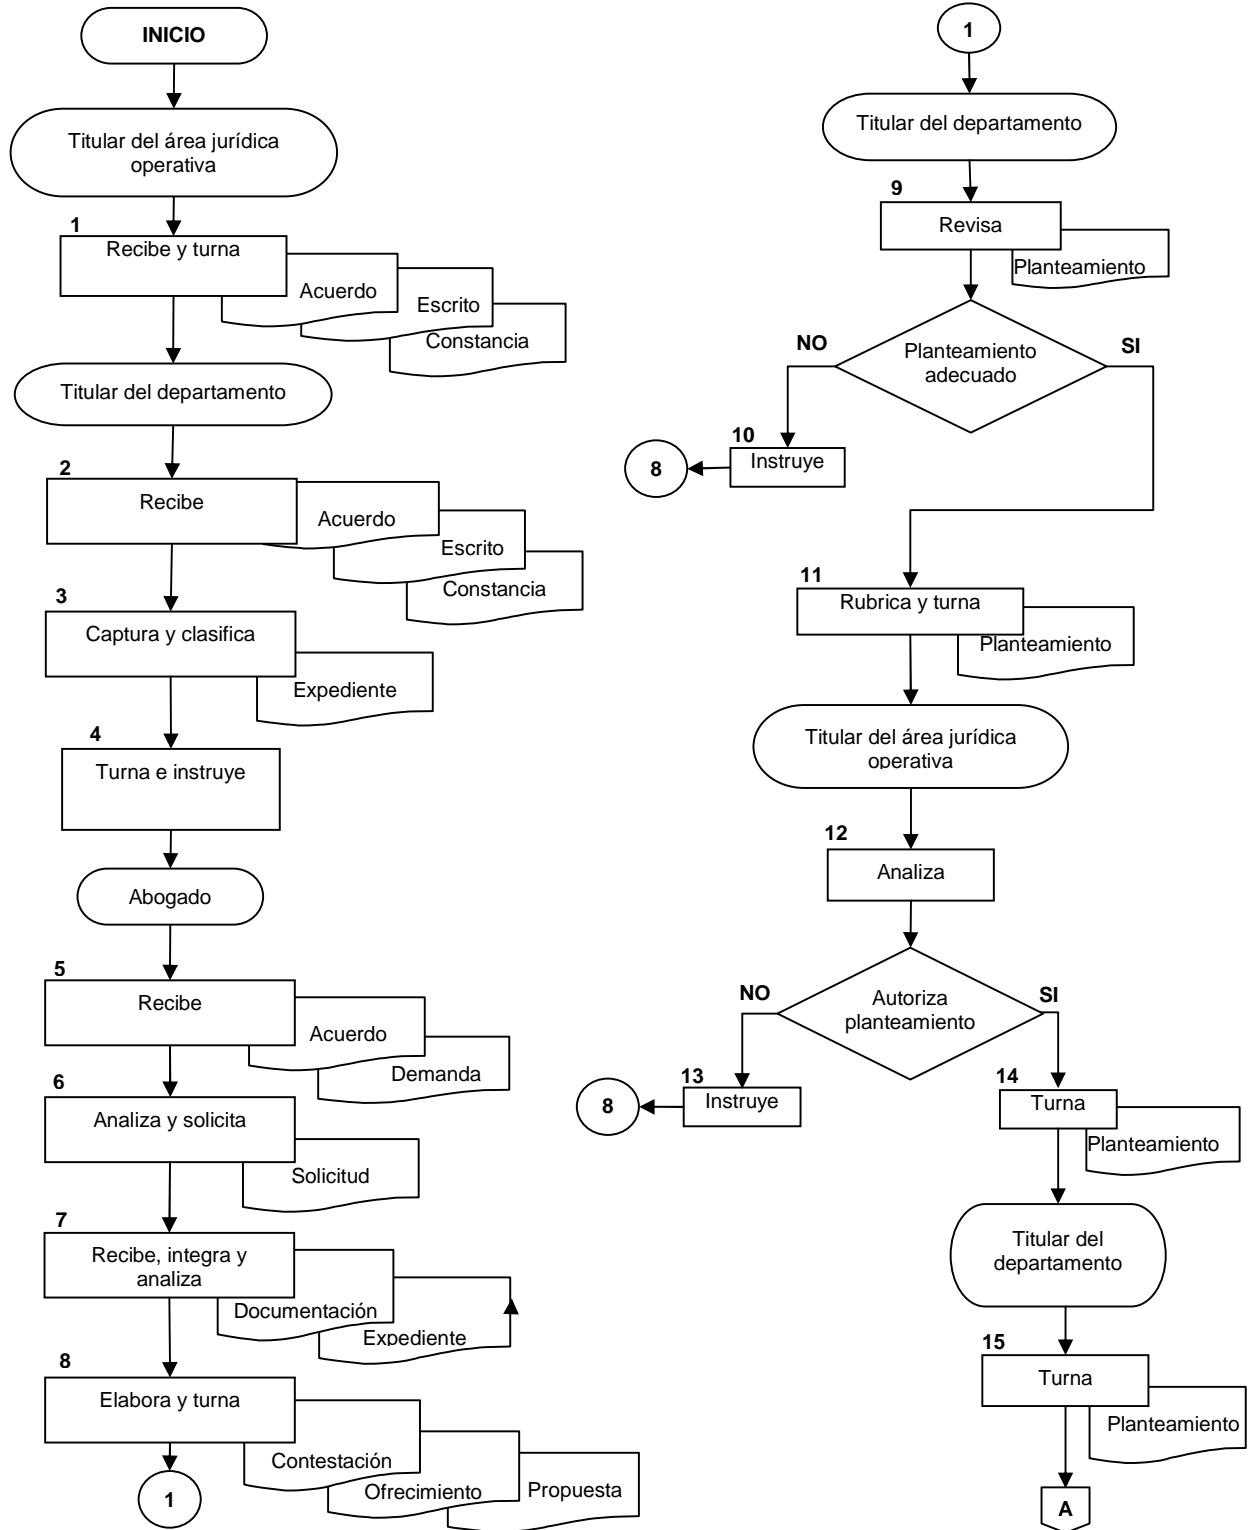 INICIO
Titular del área jurídica
operativa
1
Recibe y turna
Acuerdo
Escrito
Constancia
Titular del departamento
2
Recibe
Acuerdo
Escrito
Constancia
3
Captura y clasifica
Expediente
4
Turna e instruye
Abogado
5
Recibe
Acuerdo
Demanda
6
Analiza y solicita
Solicitud
7
Recibe, integra y
analiza
Documentación
Expediente
8
Elabora y turna
Contestación
Ofrecimiento
Propuesta
1
1
Titular del departamento
9
Revisa
Planteamiento
NO
Planteamiento
adecuado
SI
10
Instruye
8
11
Rubrica y turna
Planteamiento
Titular del área jurídica
operativa
12
Analiza
NO
Autoriza
planteamiento
SI
13
Instruye
8
14
Turna
Planteamiento
Titular del
departamento
15
Turna
Planteamiento
A